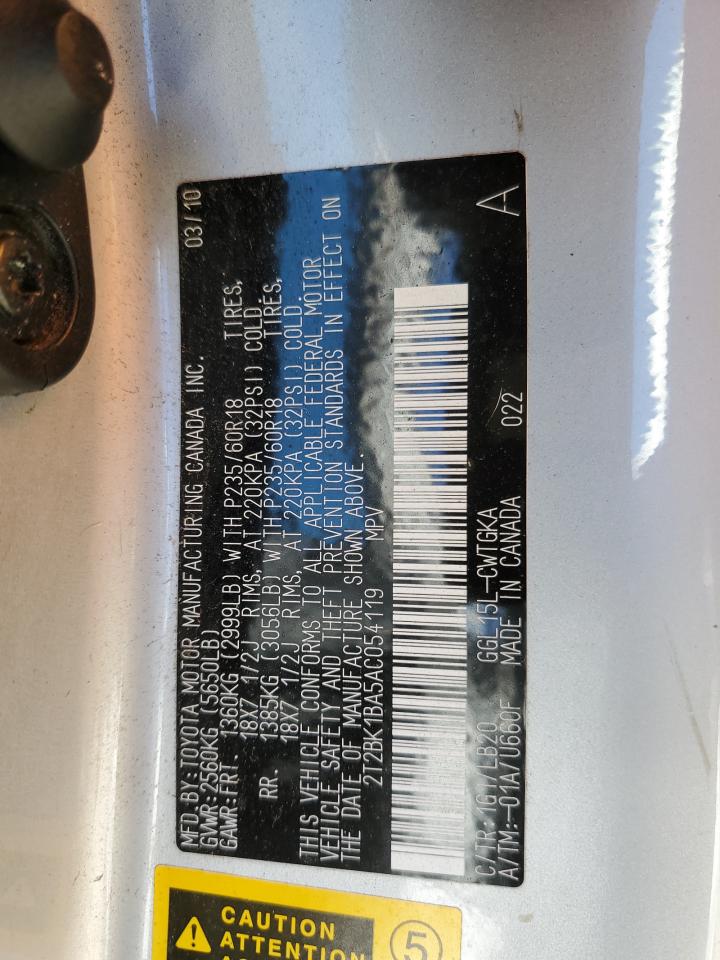 MFD.BY:TOYOTA MOTOR MANUFACTURING CANADA INC. 03/10
GVWR:2560KG (5650LB)
GAWR:FRT. 1360KG (2999LB) WITH P235/60R18 TIRES,
18X7 1/2J RIMS, AT 220KPA (32PSI) COLD.
RR. 1385KG (3056LB) WITH P235/60R18 TIRES,
18X7 1/2J RIMS, AT 220KPA (32PSI) COLD.
THIS VEHICLE CONFORMS TO ALL APPLICABLE FEDERAL MOTOR
VEHICLE SAFETY AND THEFT PREVENTION STANDARDS IN EFFECT ON
THE DATE OF MANUFACTURE SHOWN ABOVE.
2T2BK1BA5AC054119 MPV
C/TR:1G1/LB20 GGL15L-CWTGKA 022 A
A/TM:-01A/U660F MADE IN CANADA
CAUTION
ATTENTION
5